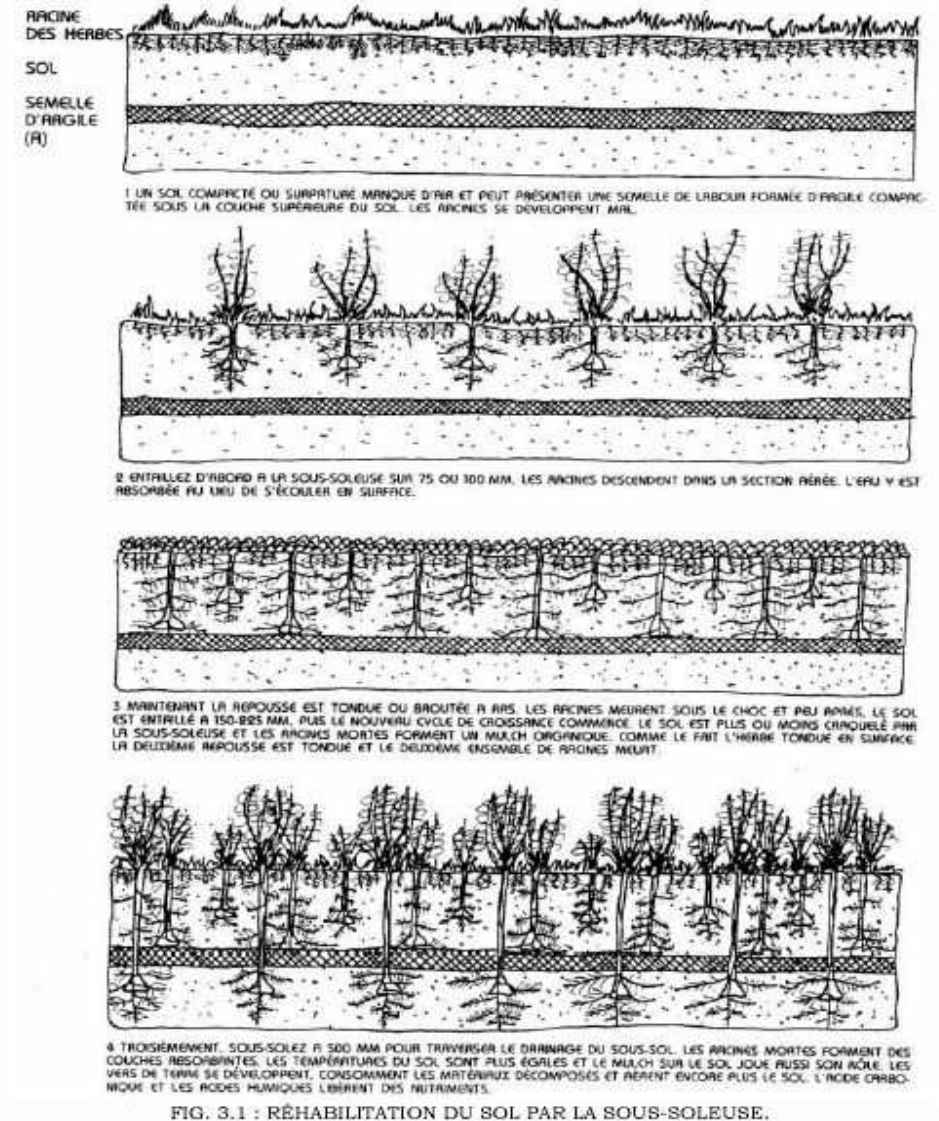 RACINE
DES HERBES
SOL
SEMELLE
D'ARGILE
(A)
1 UN SOL COMPACTÉ OU SURPATURÉ MANQUE D'AIR ET PEUT PRÉSENTER UNE SEMELLE DE LABOUR FORMÉE D'ARGILE COMPAC-
TÉE SOUS LA COUCHE SUPÉRIEURE DU SOL. LES RACINES SE DEVELOPPENT MAL.
2 ENTAILLEZ D'ABORD A LA SOUS-SOLEUSE SUR 75 OU 100 MM. LES RACINES DESCENDENT DANS LA SECTION AÉRÉE. L'EAU Y EST
ABSORBÉE AU LIEU DE S'ÉCOULER EN SURFACE.
3 MAINTENANT LA REPOUSSE EST TONDUE OU BROUTÉE A RAS. LES RACINES MEURENT SOUS LE CHOC ET PEU APRÈS, LE SOL
EST ENTAILLÉ A 150-225 MM. PUIS LE NOUVEAU CYCLE DE CROISSANCE COMMENCE. LE SOL EST PLUS OU MOINS CRAQUELÉ PAR
LA SOUS-SOLEUSE ET LES RACINES MORTES FORMENT UN MULCH ORGANIQUE. COMME LE FAIT L'HERBE TONDUE EN SURFACE.
LA DEUXIÈME REPOUSSE EST TONDUE ET LE DEUXIÈME ENSEMBLE DE RACINES MEURT.
4 TROISIÈMEMENT, SOUS-SOLEZ A 500 MM POUR TRAVERSER LE DRAINAGE DU SOUS-SOL. LES RACINES MORTES FORMENT DES
COUCHES ABSORBANTES. LES TEMPÉRATURES DU SOL SONT PLUS ÉGALES ET LE MULCH SUR LE SOL JOUE AUSSI SON RÔLE. LES
VERS DE TERRE SE DÉVELOPPENT, CONSOMMENT LES MATÉRIAUX DÉCOMPOSÉS ET AÈRENT ENCORE PLUS LE SOL. L'ACIDE CARBO-
NIQUE ET LES ACIDES HUMIQUES LIBÈRENT DES NUTRIMENTS.
FIG. 3.1 : RÉHABILITATION DU SOL PAR LA SOUS-SOLEUSE.